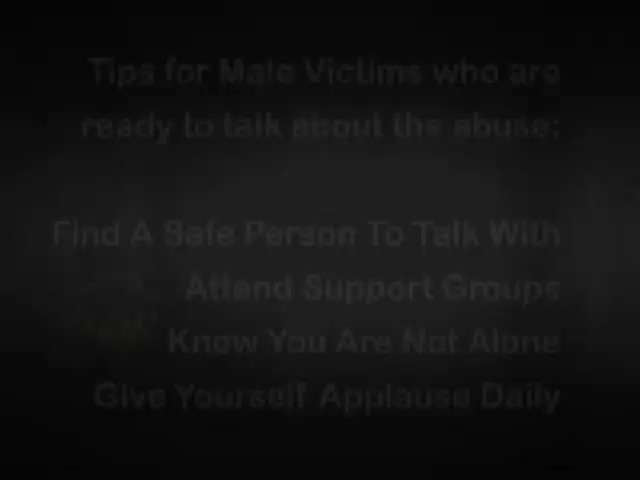 Tips for Male Victims who are
ready to talk about the abuse:
Find A Safe Person To Talk With
Attend Support Groups
Know You Are Not Alone
Give Yourself Applause Daily